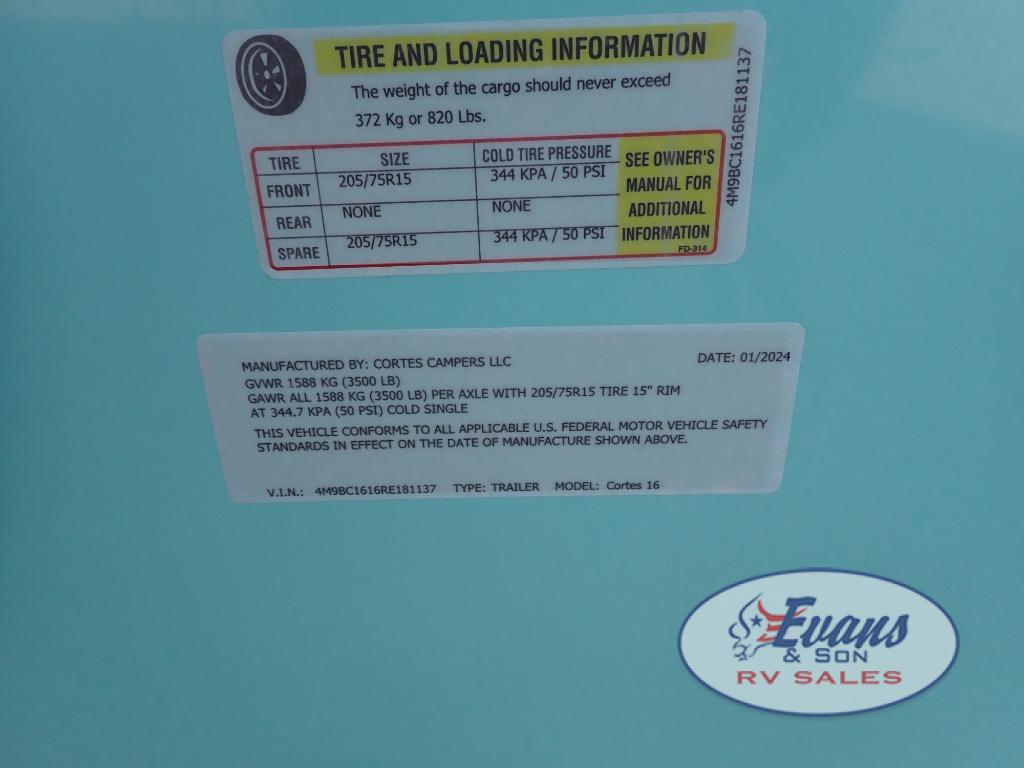 TIRE AND LOADING INFORMATION
The weight of the cargo should never exceed
372 Kg or 820 Lbs.
TIRE SIZE COLD TIRE PRESSURE
FRONT 205/75R15 344 KPA / 50 PSI
REAR NONE NONE
SPARE 205/75R15 344 KPA / 50 PSI
SEE OWNER'S
MANUAL FOR
ADDITIONAL
INFORMATION
FD-314
4M9BC1616RE181137
MANUFACTURED BY: CORTES CAMPERS LLC DATE: 01/2024
GVWR 1588 KG (3500 LB)
GAWR ALL 1588 KG (3500 LB) PER AXLE WITH 205/75R15 TIRE 15" RIM
AT 344.7 KPA (50 PSI) COLD SINGLE
THIS VEHICLE CONFORMS TO ALL APPLICABLE U.S. FEDERAL MOTOR VEHICLE SAFETY
STANDARDS IN EFFECT ON THE DATE OF MANUFACTURE SHOWN ABOVE.
V.I.N.: 4M9BC1616RE181137 TYPE: TRAILER MODEL: Cortes 16
Evans
& SON
RV SALES